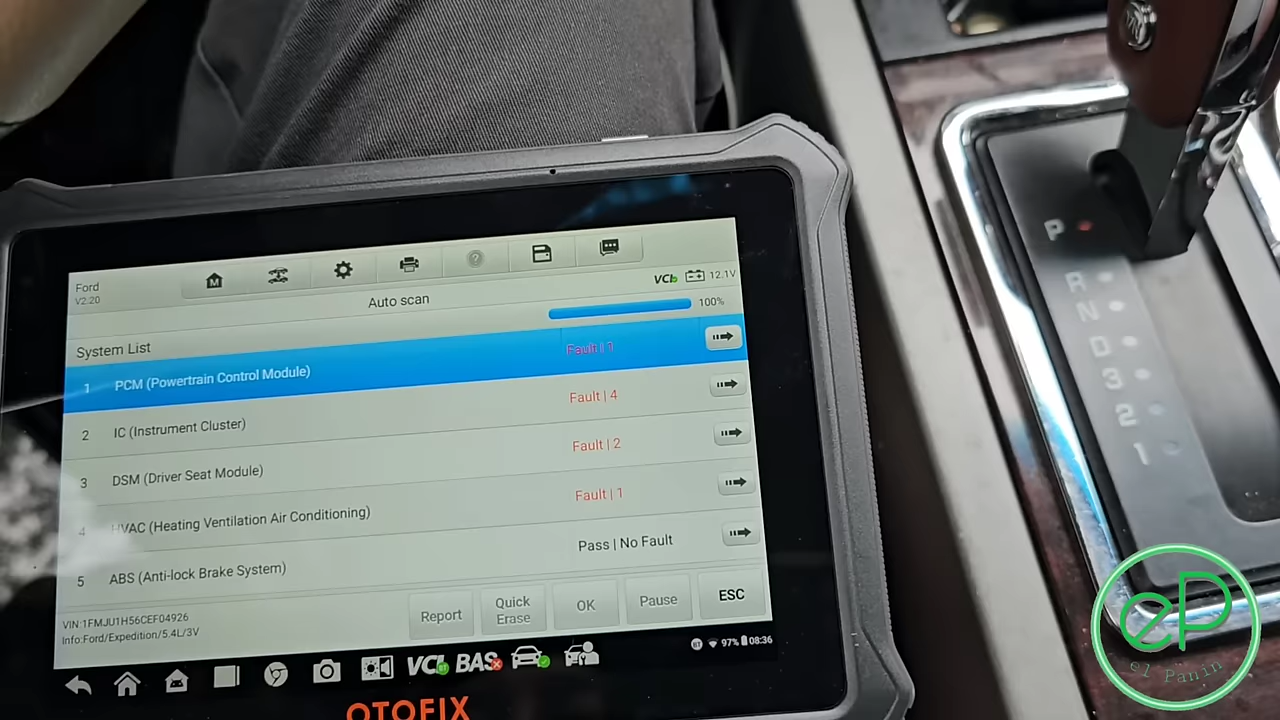 Ford
V2.20
Auto scan
VCI
12.1V
100%
System List
1 PCM (Powertrain Control Module) Fault | 1
2 IC (Instrument Cluster) Fault | 4
3 DSM (Driver Seat Module) Fault | 2
4 HVAC (Heating Ventilation Air Conditioning) Fault | 1
5 ABS (Anti-lock Brake System) Pass | No Fault
VIN:1FMJU1H56CEF04926
Info:Ford/Expedition/5.4L/3V
Report
Quick
Erase
OK
Pause
ESC
VCI
BAS
97%
08:36
OTOFIX
P
R
N
D
3
2
1
eP
el Panin